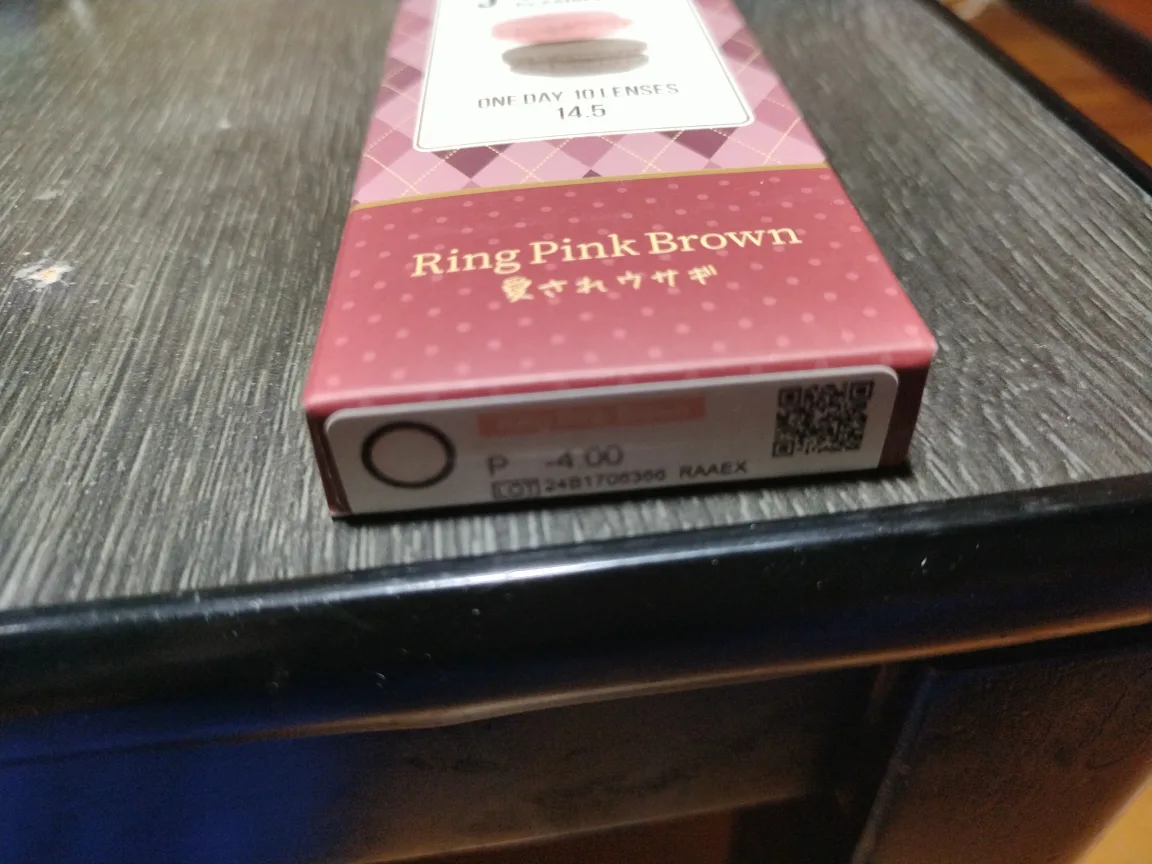 ONE DAY 10 LENSES
14.5
Ring Pink Brown
愛されウサギ
P -4.00
LOT 24B1706366 RAAEX